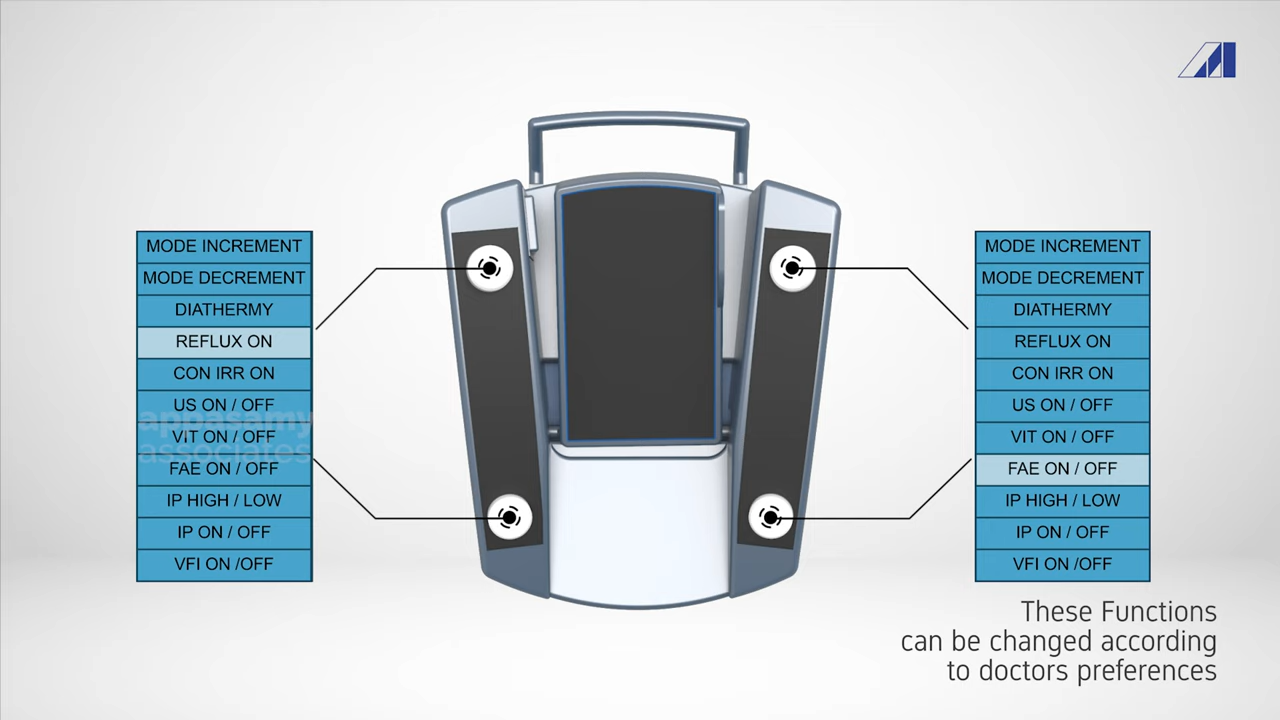 MODE INCREMENT
MODE DECREMENT
DIATHERMY
REFLUX ON
CON IRR ON
US ON / OFF
VIT ON / OFF
FAE ON / OFF
IP HIGH / LOW
IP ON / OFF
VFI ON /OFF
appasamy
associates
MODE INCREMENT
MODE DECREMENT
DIATHERMY
REFLUX ON
CON IRR ON
US ON / OFF
VIT ON / OFF
FAE ON / OFF
IP HIGH / LOW
IP ON / OFF
VFI ON /OFF
These Functions
can be changed according
to doctors preferences